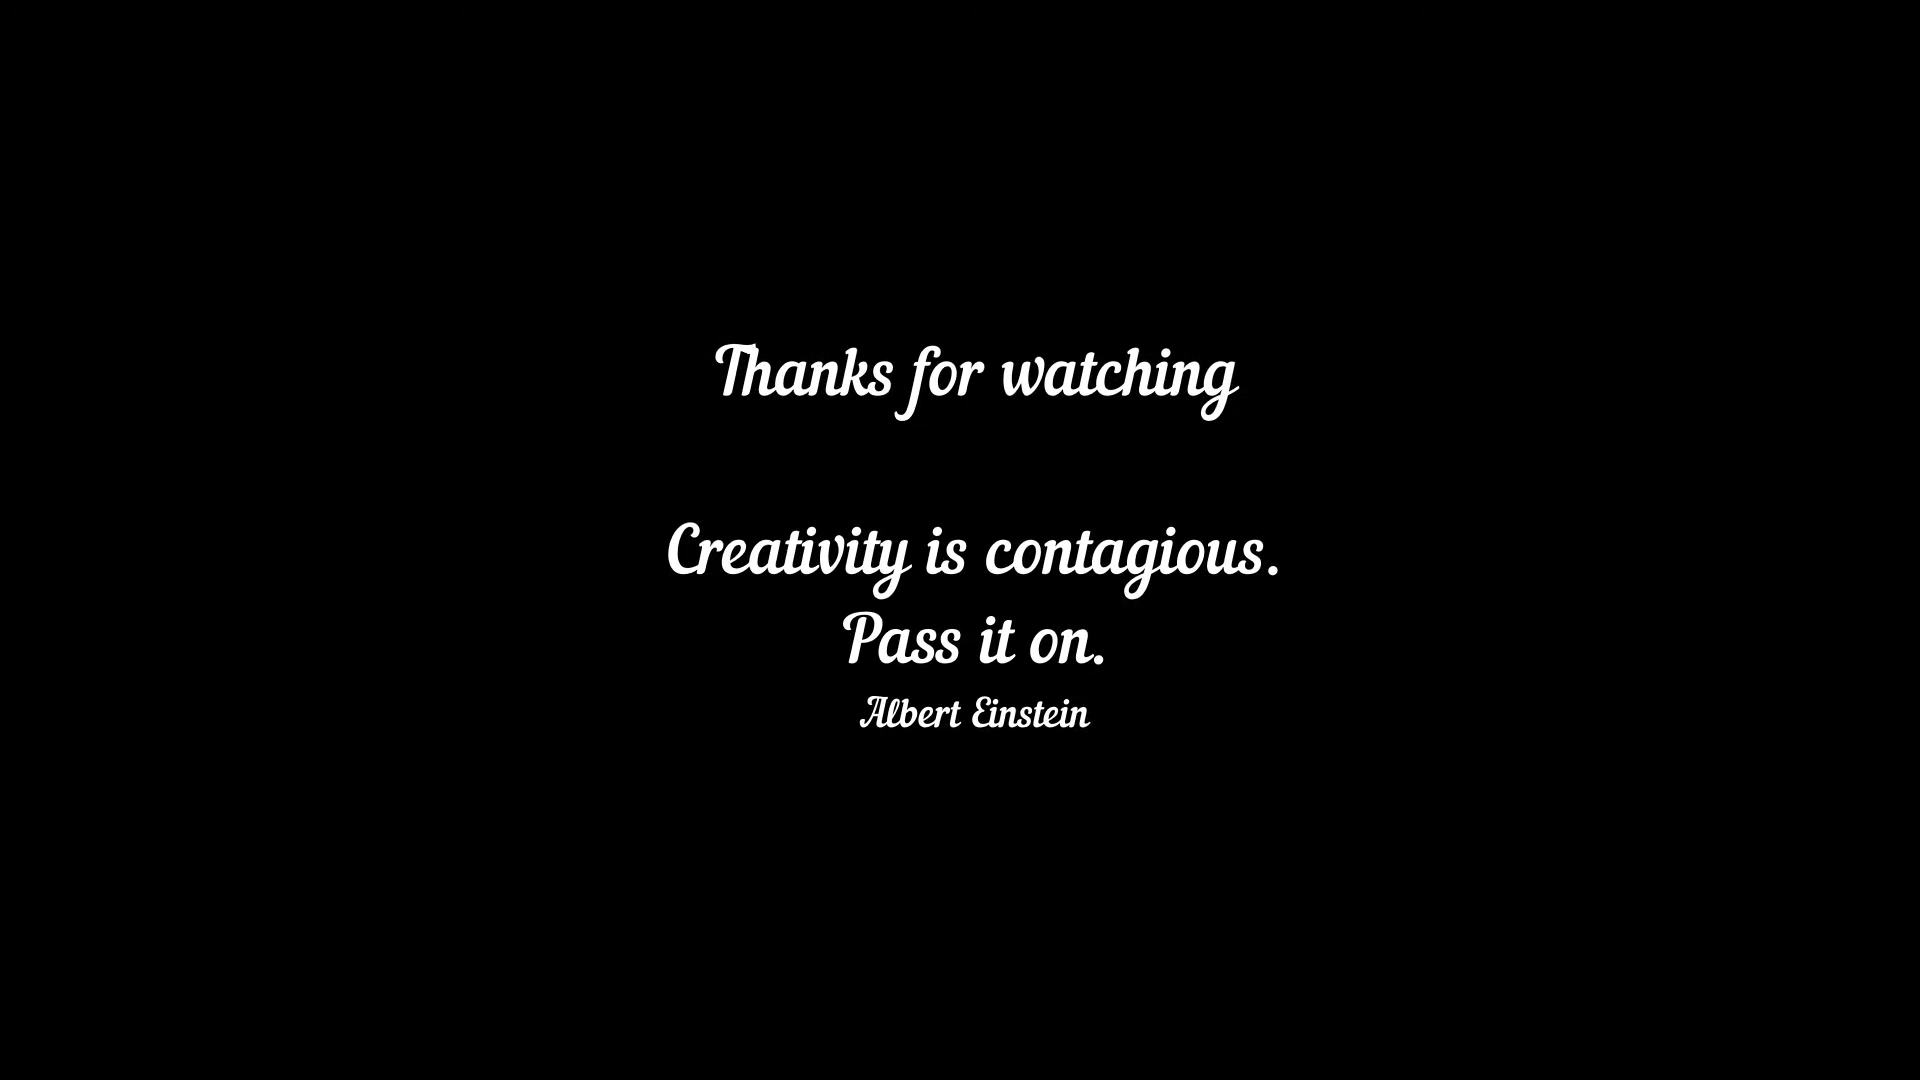 Thanks for watching
Creativity is contagious.
Pass it on.
Albert Einstein